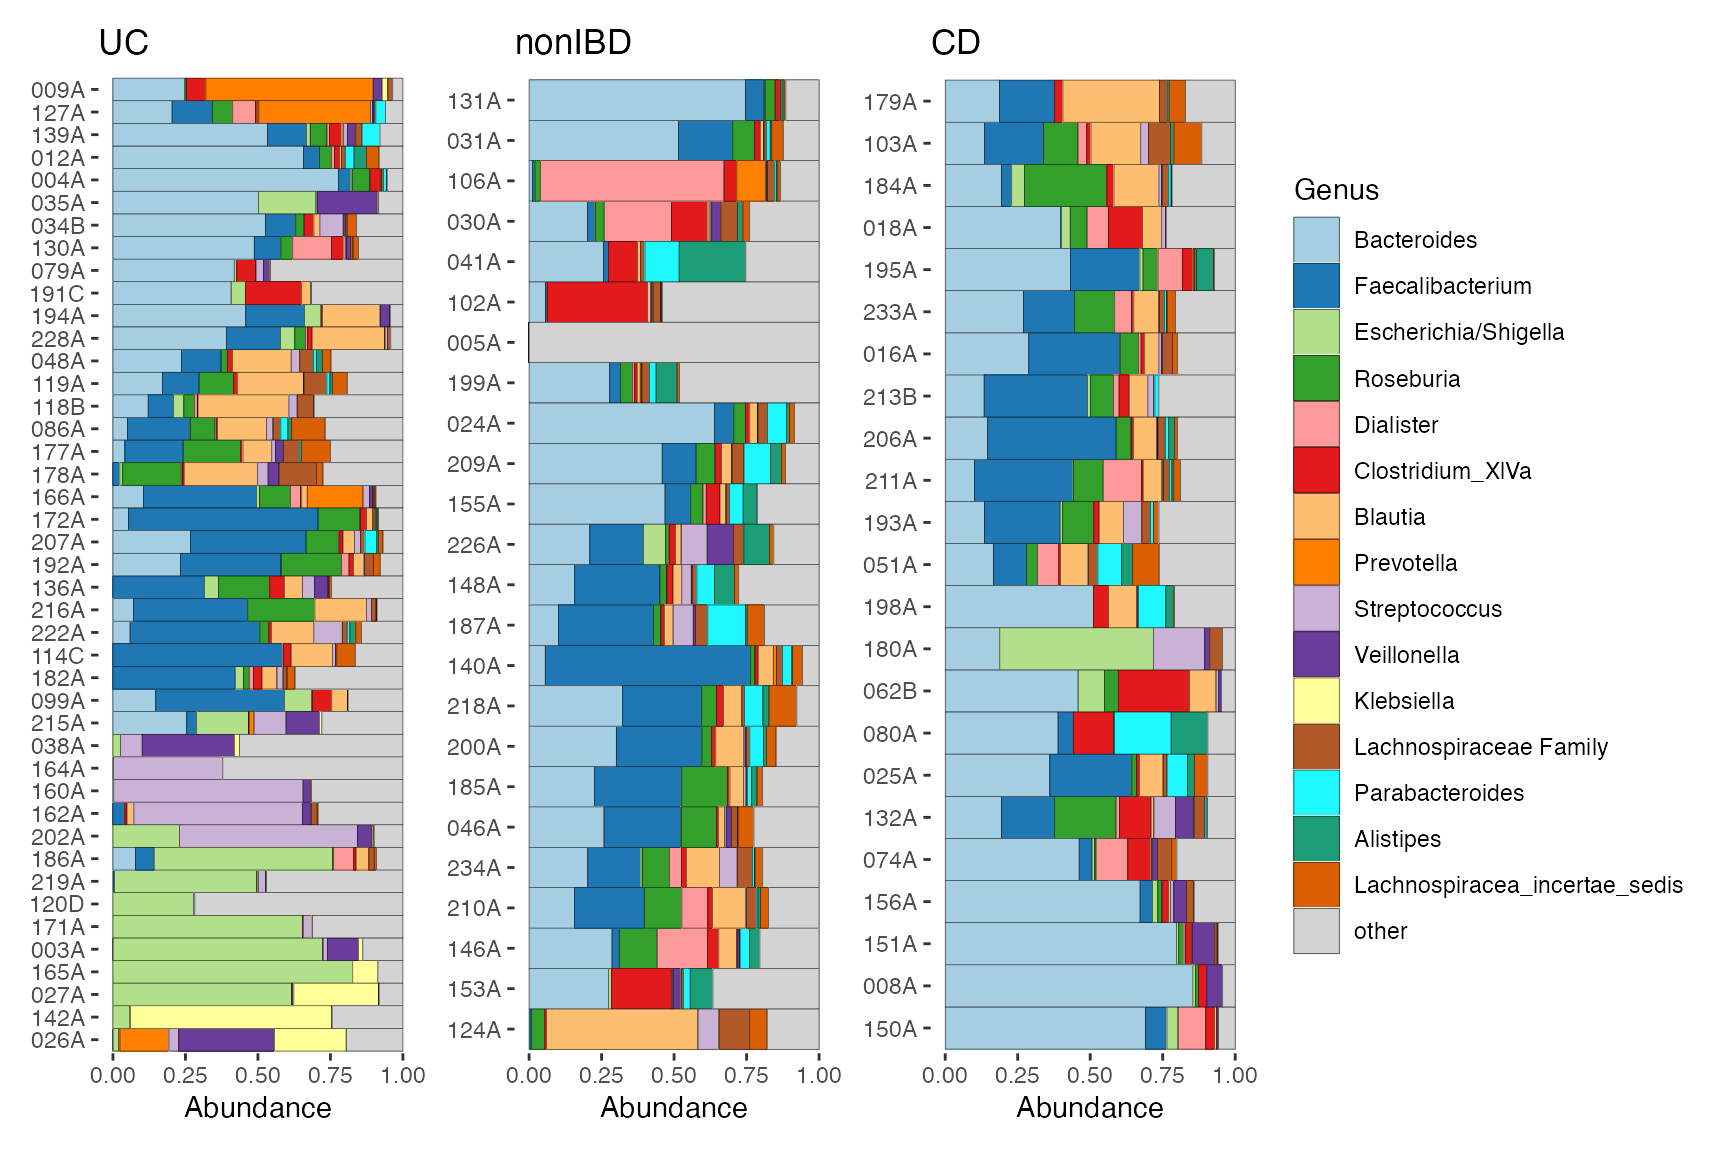 UC
009A
127A
139A
012A
004A
035A
034B
130A
079A
191C
194A
228A
048A
119A
118B
086A
177A
178A
166A
172A
207A
192A
136A
216A
222A
114C
182A
099A
215A
038A
164A
160A
162A
202A
186A
219A
120D
171A
003A
165A
027A
142A
026A
0.00 0.25 0.50 0.75 1.00
Abundance
nonIBD
131A
031A
106A
030A
041A
102A
005A
199A
024A
209A
155A
226A
148A
187A
140A
218A
200A
185A
046A
234A
210A
146A
153A
124A
0.00 0.25 0.50 0.75 1.00
Abundance
CD
179A
103A
184A
018A
195A
233A
016A
213B
206A
211A
193A
051A
198A
180A
062B
080A
025A
132A
074A
156A
151A
008A
150A
0.00 0.25 0.50 0.75 1.00
Abundance
Genus
Bacteroides
Faecalibacterium
Escherichia/Shigella
Roseburia
Dialister
Clostridium_XlVa
Blautia
Prevotella
Streptococcus
Veillonella
Klebsiella
Lachnospiraceae Family
Parabacteroides
Alistipes
Lachnospiracea_incertae_sedis
other